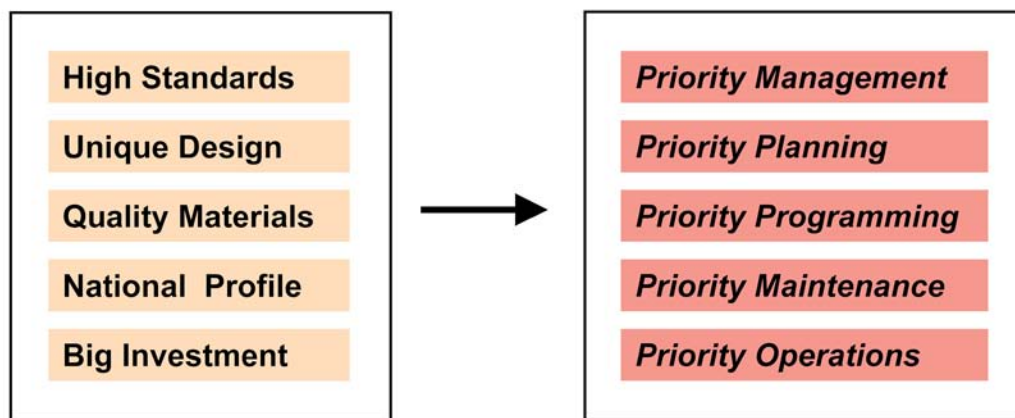 High Standards
Unique Design
Quality Materials
National  Profile
Big Investment
Priority Management
Priority Planning
Priority Programming
Priority Maintenance
Priority Operations